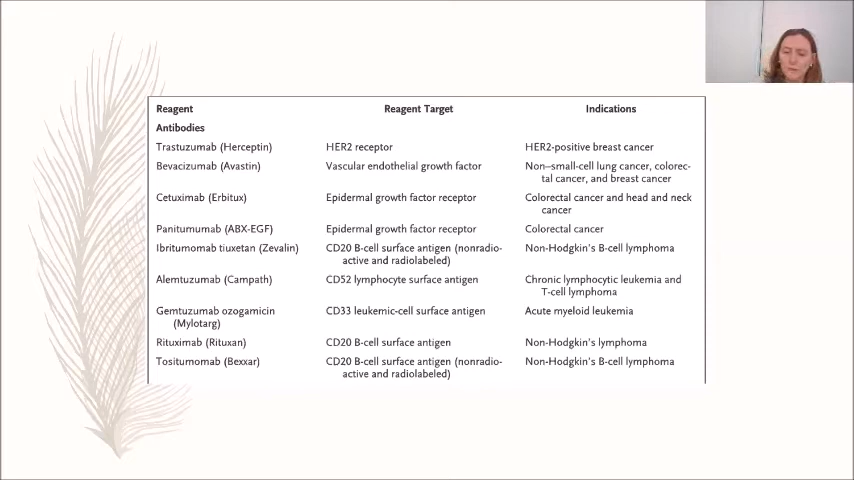 Reagent Reagent Target Indications
Antibodies
Trastuzumab (Herceptin) HER2 receptor HER2-positive breast cancer
Bevacizumab (Avastin) Vascular endothelial growth factor Non–small-cell lung cancer, colorec-
tal cancer, and breast cancer
Cetuximab (Erbitux) Epidermal growth factor receptor Colorectal cancer and head and neck
cancer
Panitumumab (ABX-EGF) Epidermal growth factor receptor Colorectal cancer
Ibritumomab tiuxetan (Zevalin) CD20 B-cell surface antigen (nonradio- Non-Hodgkin's B-cell lymphoma
active and radiolabeled)
Alemtuzumab (Campath) CD52 lymphocyte surface antigen Chronic lymphocytic leukemia and
T-cell lymphoma
Gemtuzumab ozogamicin CD33 leukemic-cell surface antigen Acute myeloid leukemia
(Mylotarg)
Rituximab (Rituxan) CD20 B-cell surface antigen Non-Hodgkin's lymphoma
Tositumomab (Bexxar) CD20 B-cell surface antigen (nonradio- Non-Hodgkin's B-cell lymphoma
active and radiolabeled)